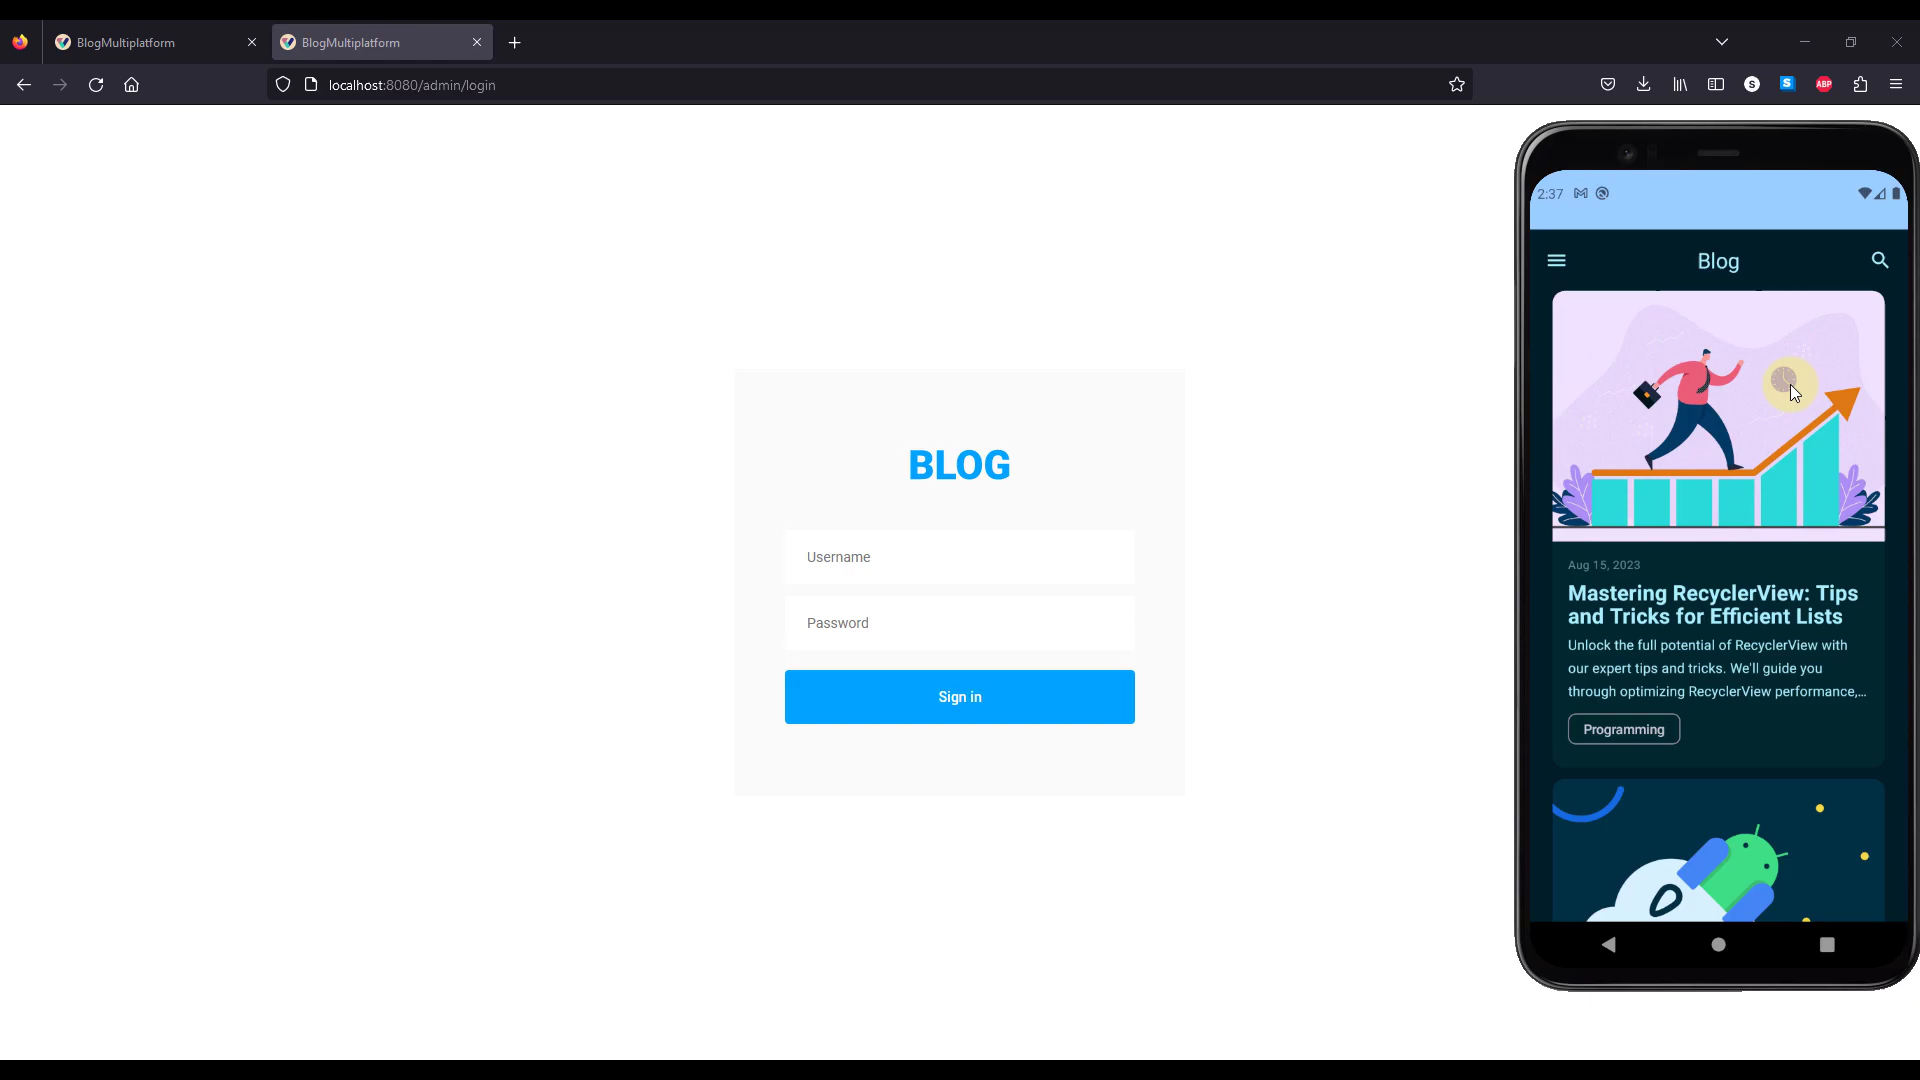 BlogMultiplatform
BlogMultiplatform
localhost:8080/admin/login
S
S
ABP
BLOG
Username
Password
Sign in
2:37
Blog
Aug 15, 2023
Mastering RecyclerView: Tips
and Tricks for Efficient Lists
Unlock the full potential of RecyclerView with
our expert tips and tricks. We'll guide you
through optimizing RecyclerView performance,...
Programming